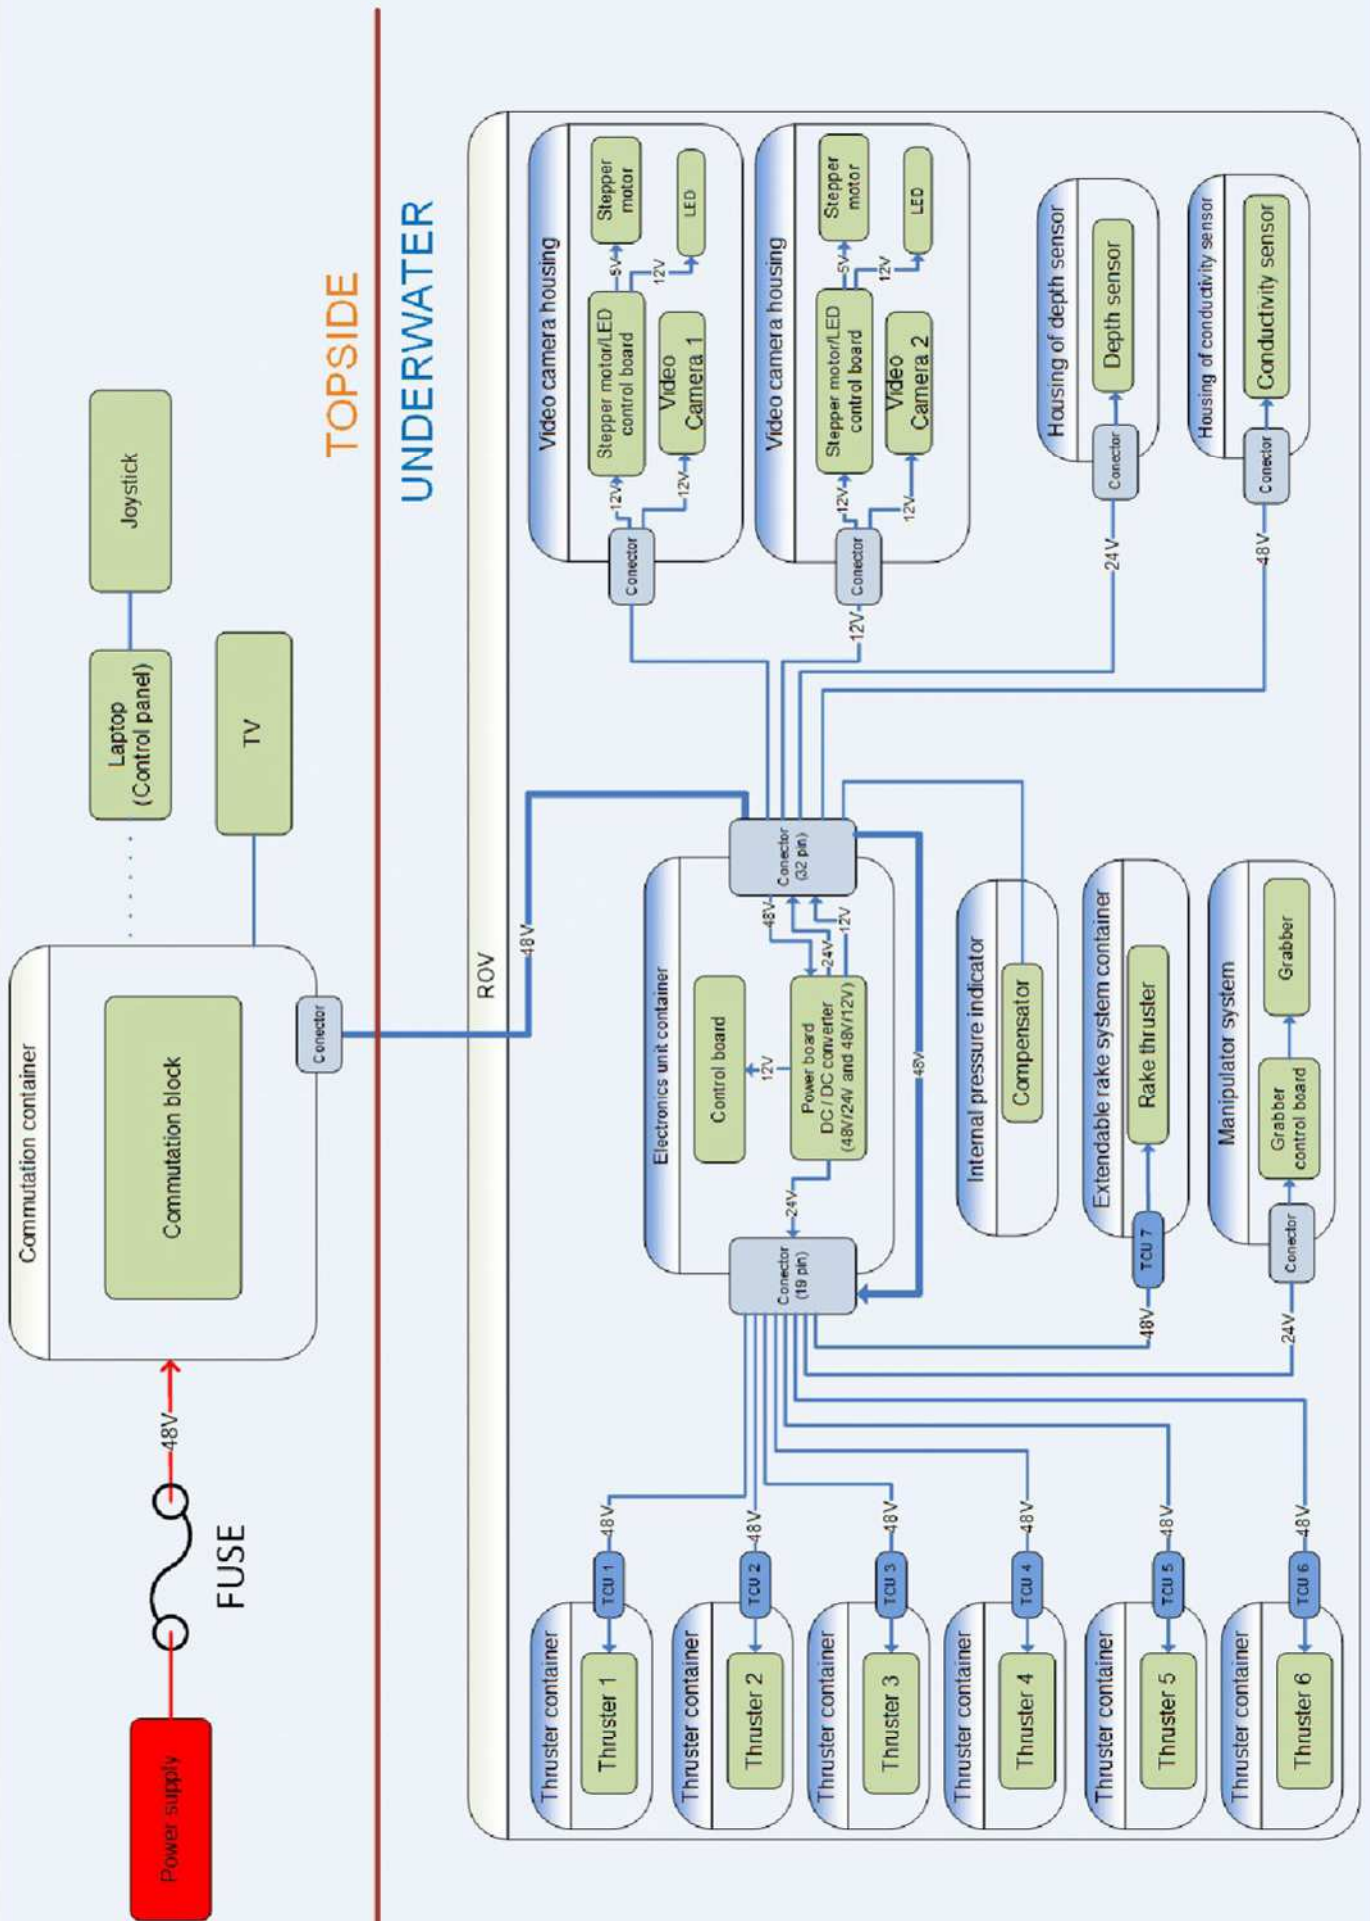 Power supply
FUSE
48V
Commutation container
Commutation block
Conector
Laptop
(Control panel)
Joystick
TV
TOPSIDE
UNDERWATER
ROV
48V
Thruster container
Thruster 1
TCU 1
48V
Thruster container
Thruster 2
TCU 2
48V
Thruster container
Thruster 3
TCU 3
48V
Thruster container
Thruster 4
TCU 4
48V
Thruster container
Thruster 5
TCU 5
48V
Thruster container
Thruster 6
TCU 6
48V
Electronics unit container
Conector
(19 pin)
24V
Control board
12V
Power board
DC / DC converter
(48V/24V and 48V/12V)
48V
24V
12V
Conector
(32 pin)
48V
Internal pressure indicator
Compensator
Extendable rake system container
48V
TCU 7
Rake thruster
Manipulator system
24V
Conector
Grabber
control board
Grabber
Video camera housing
Conector
12V
12V
Stepper motor/LED
control board
Video
Camera 1
5V
12V
Stepper
motor
LED
Video camera housing
12V
Conector
12V
12V
Stepper motor/LED
control board
Video
Camera 2
5V
12V
Stepper
motor
LED
Housing of depth sensor
24V
Conector
Depth sensor
Housing of conductivity sensor
48V
Conector
Conductivity sensor